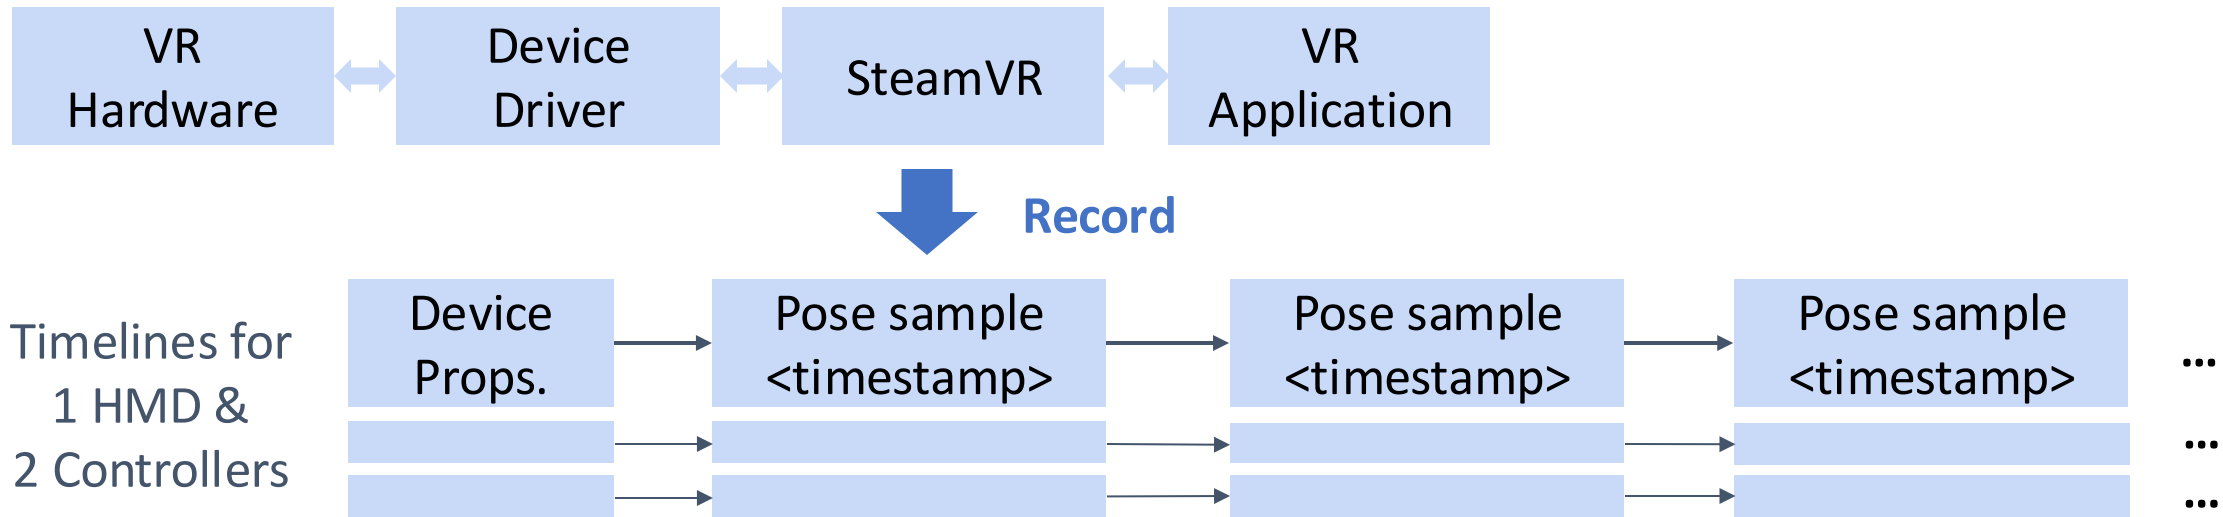 VR
Hardware
Device
Driver
SteamVR
VR
Application
Record
Timelines for
1 HMD &
2 Controllers
Device
Props.
Pose sample
<timestamp>
Pose sample
<timestamp>
Pose sample
<timestamp>
...
...
...